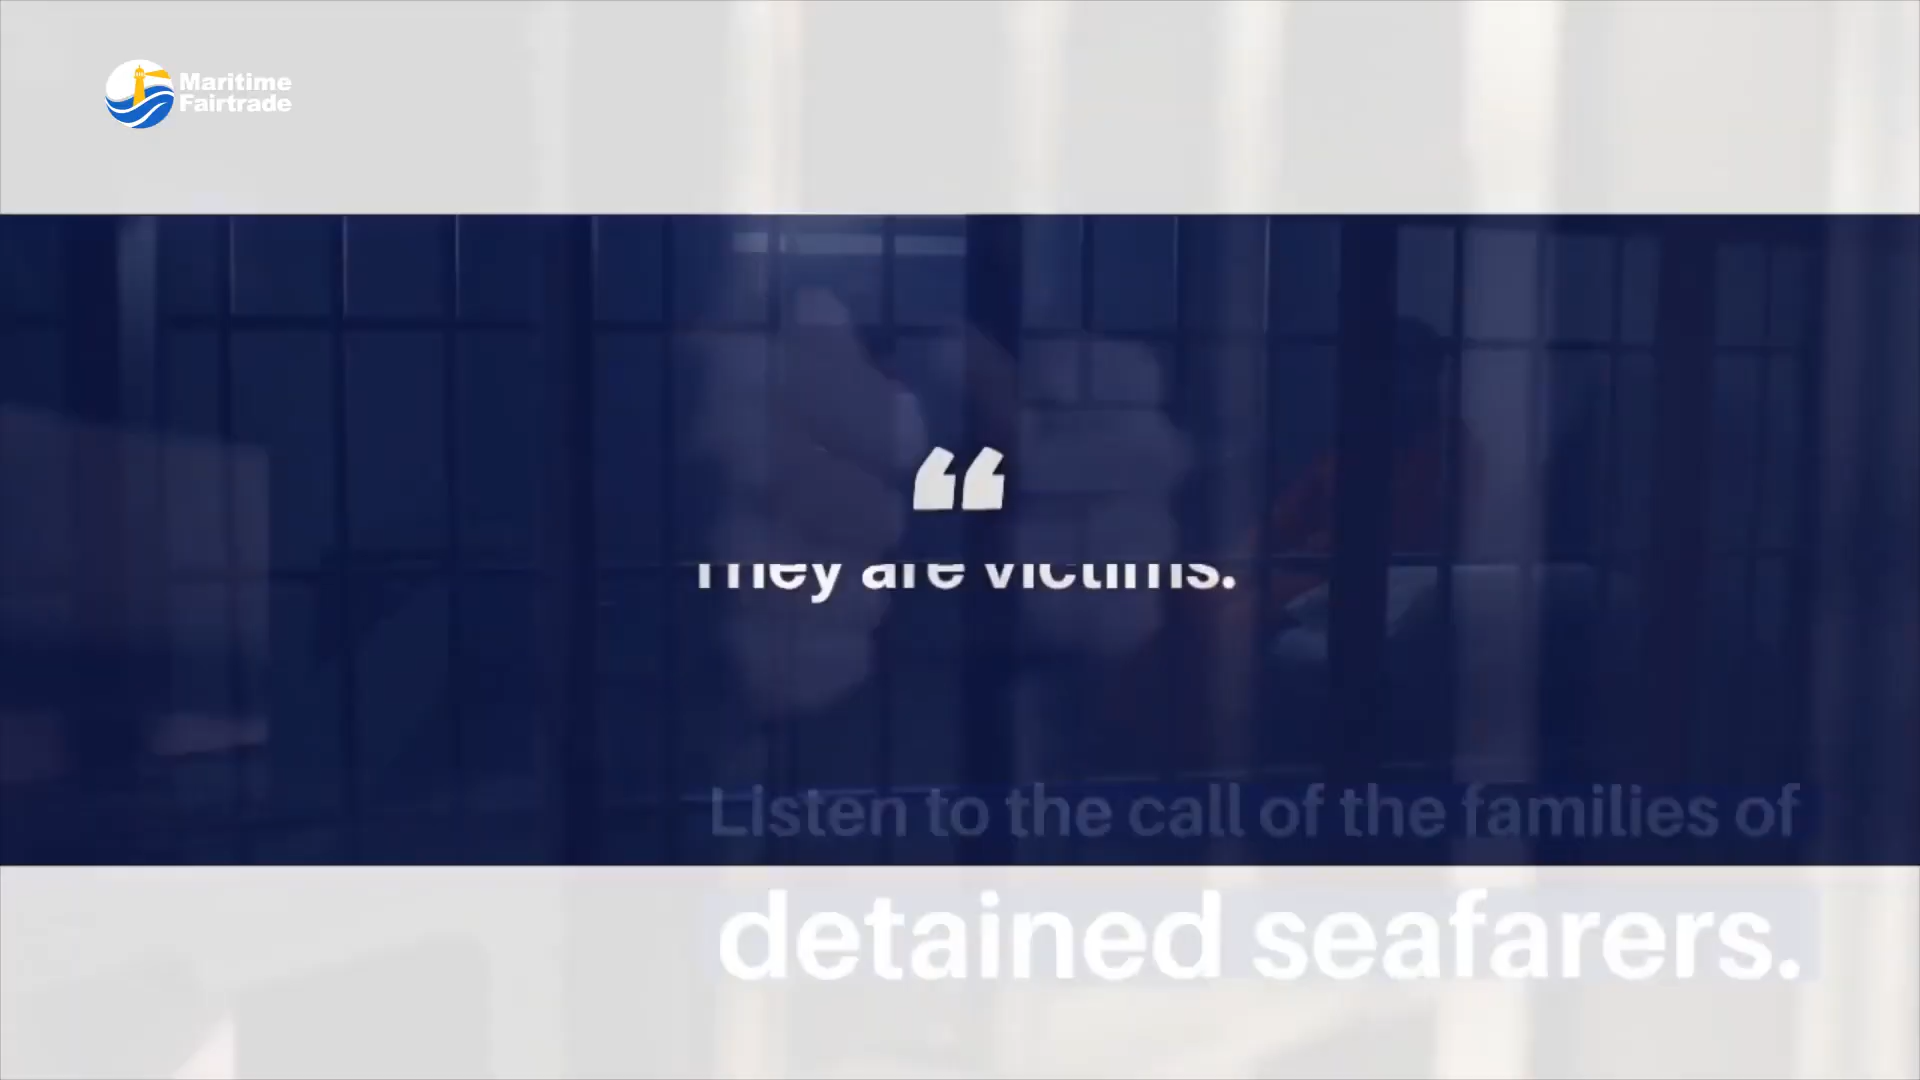 Maritime
Fairtrade
“
They are victims.
Listen to the call of the families of
detained seafarers.